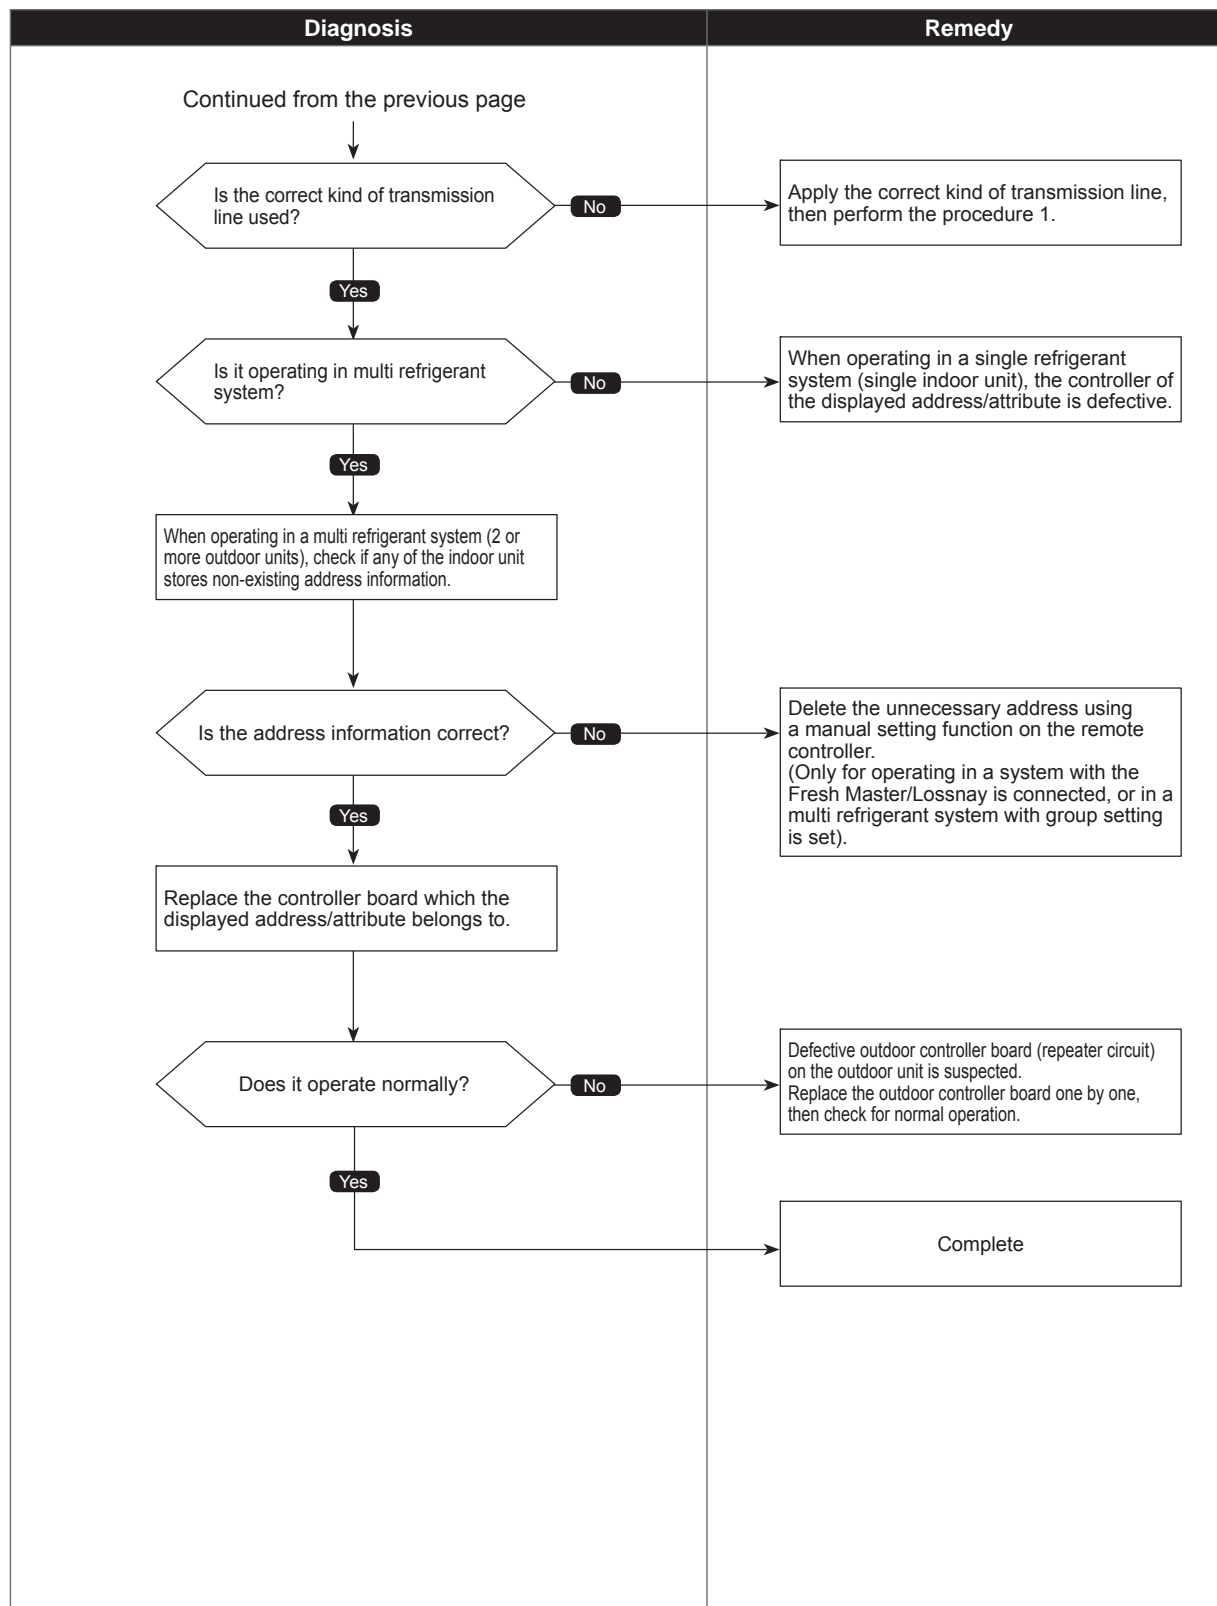 Diagnosis
Remedy
Continued from the previous page
Is the correct kind of transmission
line used?
No
Apply the correct kind of transmission line,
then perform the procedure 1.
Yes
Is it operating in multi refrigerant
system?
No
When operating in a single refrigerant
system (single indoor unit), the controller of
the displayed address/attribute is defective.
Yes
When operating in a multi refrigerant system (2 or
more outdoor units), check if any of the indoor unit
stores non-existing address information.
Is the address information correct?
No
Delete the unnecessary address using
a manual setting function on the remote
controller.
(Only for operating in a system with the
Fresh Master/Lossnay is connected, or in a
multi refrigerant system with group setting
is set).
Yes
Replace the controller board which the
displayed address/attribute belongs to.
Does it operate normally?
No
Defective outdoor controller board (repeater circuit)
on the outdoor unit is suspected.
Replace the outdoor controller board one by one,
then check for normal operation.
Yes
Complete